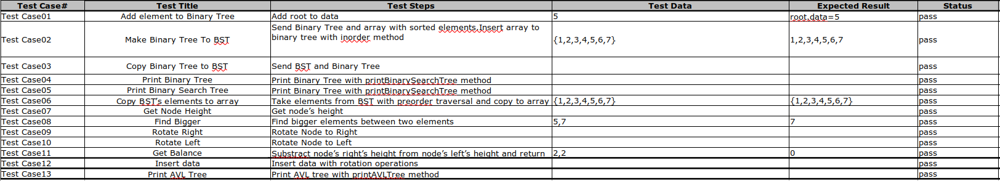 Test Case# Test Title Test Steps Test Data Expected Result Status
Test Case01 Add element to Binary Tree Add root to data 5 root.data=5 pass
Test Case02 Make Binary Tree To BST Send Binary Tree and array with sorted elements.Insert array to
binary tree with inorder method {1,2,3,4,5,6,7} 1,2,3,4,5,6,7 pass
Test Case03 Copy Binary Tree to BST Send BST and Binary Tree pass
Test Case04 Print Binary Tree Print Binary Tree with printBinarySearchTree method pass
Test Case05 Print Binary Search Tree Print Binary Tree with printBinarySearchTree method pass
Test Case06 Copy BST's elements to array Take elements from BST with preorder traversal and copy to array {1,2,3,4,5,6,7} {1,2,3,4,5,6,7} pass
Test Case07 Get Node Height Get node's height pass
Test Case08 Find Bigger Find bigger elements between two elements 5,7 7 pass
Test Case09 Rotate Right Rotate Node to Right pass
Test Case10 Rotate Left Rotate Node to Left pass
Test Case11 Get Balance Substract node's right's height from node's left's height and return 2,2 0 pass
Test Case12 Insert data Insert data with rotation operations pass
Test Case13 Print AVL Tree Print AVL tree with printAVLTree method pass